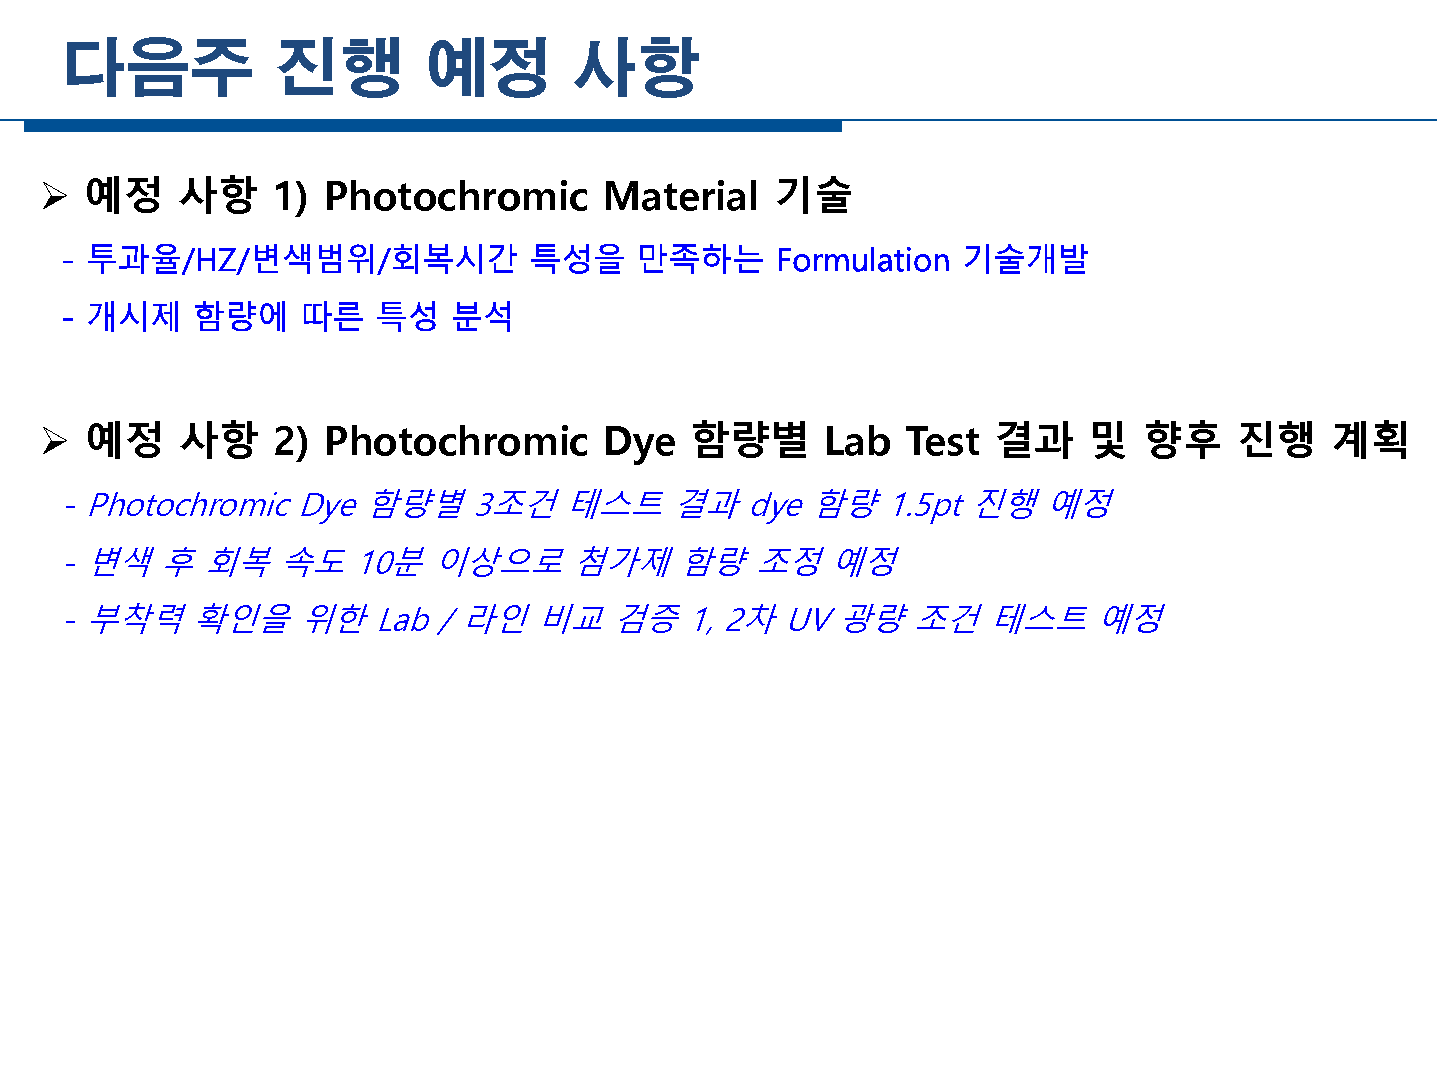 다음주 진행 예정 사항
➢ 예정 사항 1) Photochromic Material 기술
- 투과율/HZ/변색범위/회복시간 특성을 만족하는 Formulation 기술개발
- 개시제 함량에 따른 특성 분석
➢ 예정 사항 2) Photochromic Dye 함량별 Lab Test 결과 및 향후 진행 계획
- Photochromic Dye 함량별 3조건 테스트 결과 dye 함량 1.5pt 진행 예정
- 변색 후 회복 속도 10분 이상으로 첨가제 함량 조정 예정
- 부착력 확인을 위한 Lab / 라인 비교 검증 1, 2차 UV 광량 조건 테스트 예정